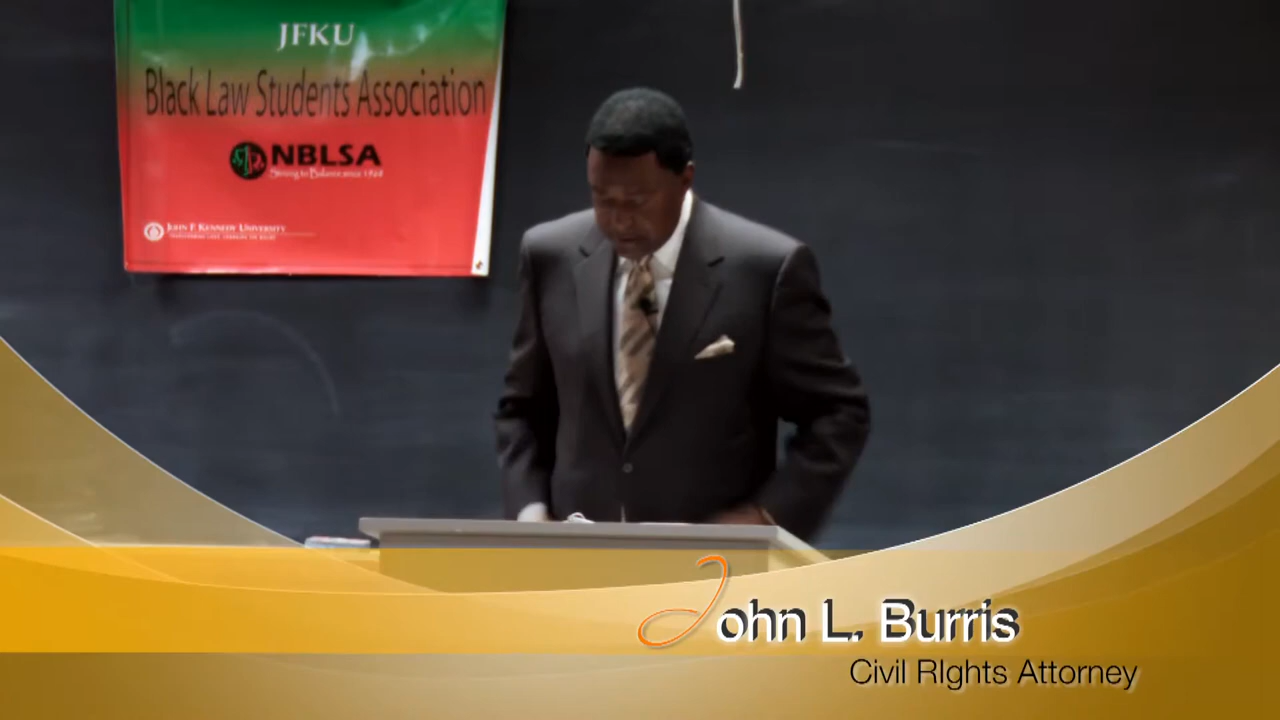 JFKU
Black Law Students Association
NBLSA
John F. Kennedy University
John L. Burris
Civil RIghts Attorney